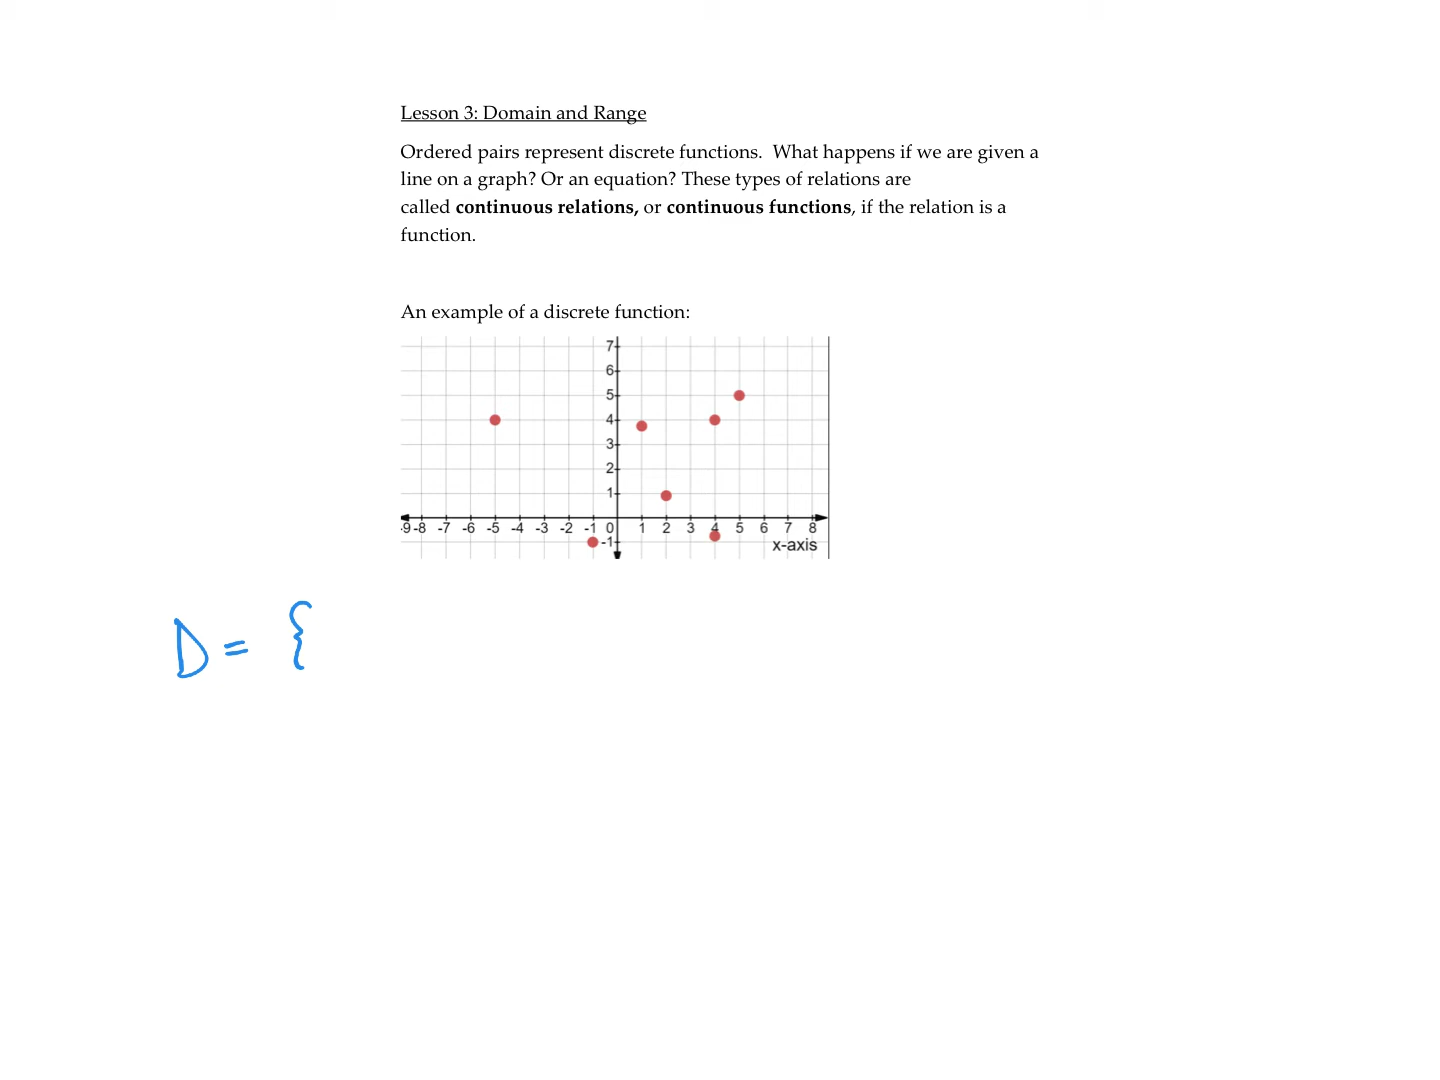 Lesson 3: Domain and Range
Ordered pairs represent discrete functions.  What happens if we are given a
line on a graph? Or an equation? These types of relations are
called continuous relations, or continuous functions, if the relation is a
function.
An example of a discrete function:
7
6
5
4
3
2
1
-9 -8 -7 -6 -5 -4 -3 -2 -1 0 1 2 3 4 5 6 7 8
-1
x-axis
D = {